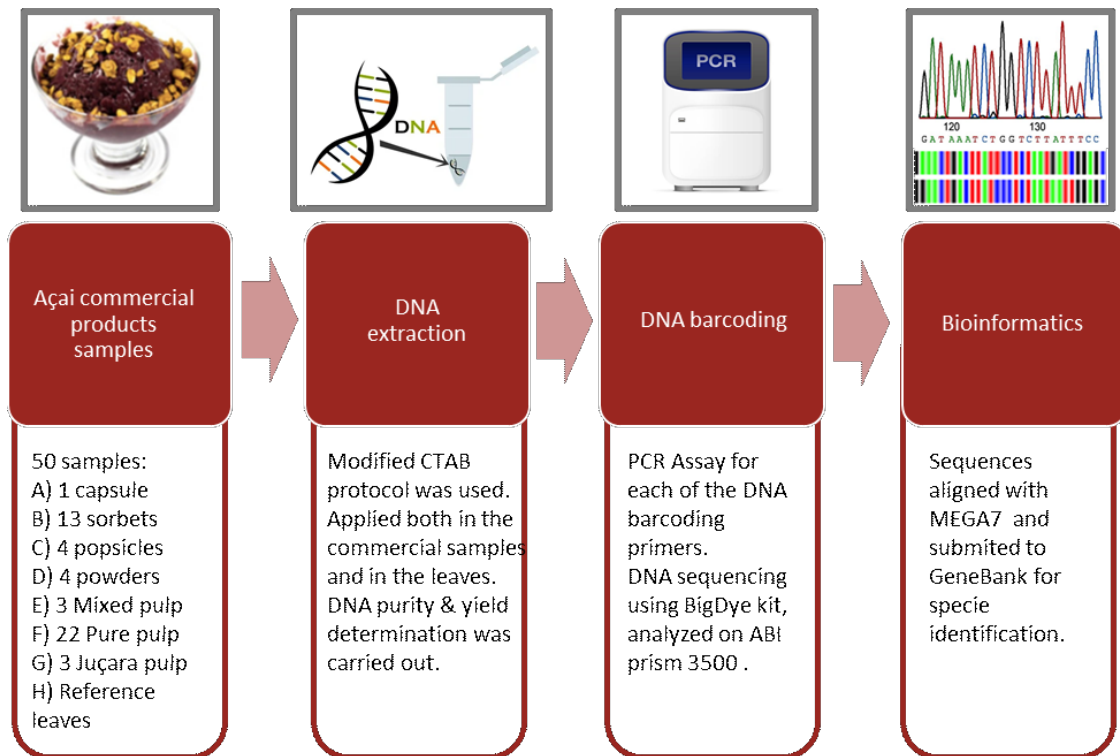 DNA
PCR
120 130
GATAAATCTGGTCTTATTTCC
Açai commercial
products
samples
DNA
extraction
DNA barcoding
Bioinformatics
50 samples:
A) 1 capsule
B) 13 sorbets
C) 4 popsicles
D) 4 powders
E) 3 Mixed pulp
F) 22 Pure pulp
G) 3 Juçara pulp
H) Reference
leaves
Modified CTAB
protocol was used.
Applied both in the
commercial samples
and in the leaves.
DNA purity & yield
determination was
carried out.
PCR Assay for
each of the DNA
barcoding
primers.
DNA sequencing
using BigDye kit,
analyzed on ABI
prism 3500 .
Sequences
aligned with
MEGA7 and
submited to
GeneBank for
specie
identification.